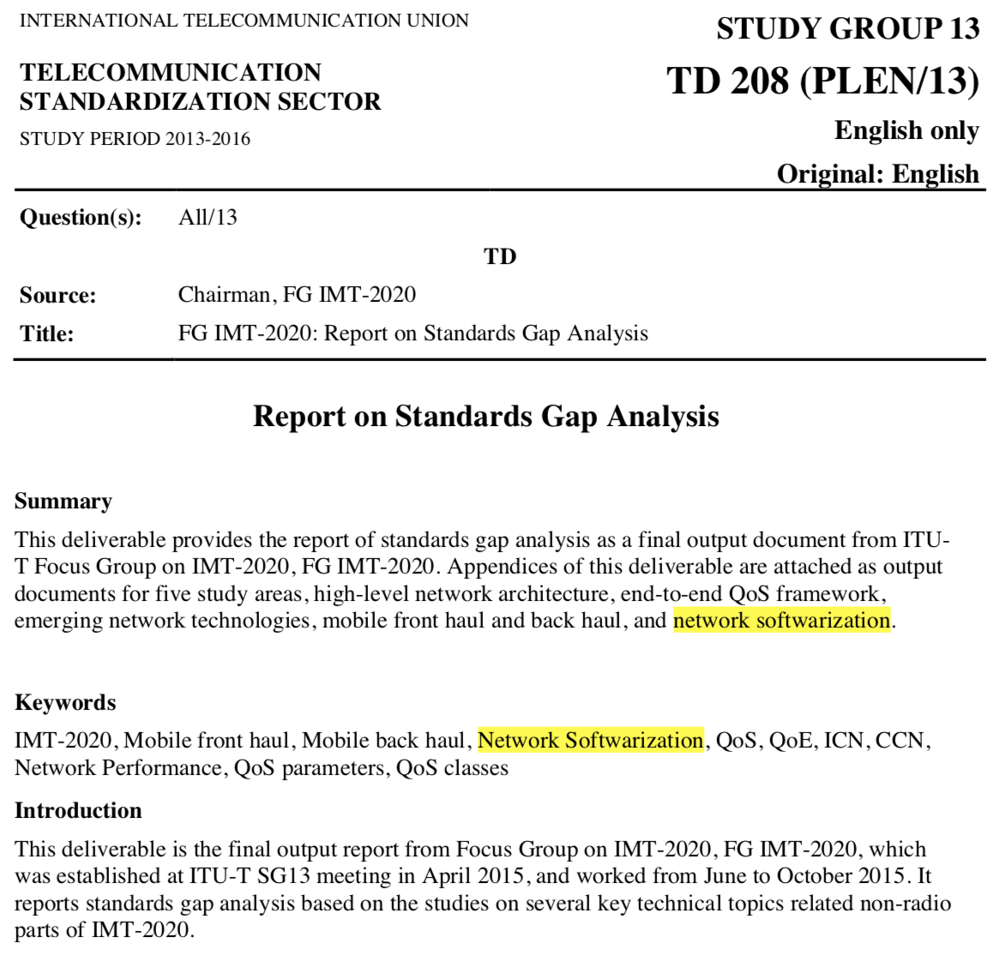 INTERNATIONAL TELECOMMUNICATION UNION
STUDY GROUP 13
TELECOMMUNICATION
STANDARDIZATION SECTOR
TD 208 (PLEN/13)
STUDY PERIOD 2013-2016
English only
Original: English
Question(s): All/13
TD
Source: Chairman, FG IMT-2020
Title: FG IMT-2020: Report on Standards Gap Analysis
Report on Standards Gap Analysis
Summary
This deliverable provides the report of standards gap analysis as a final output document from ITU-
T Focus Group on IMT-2020, FG IMT-2020. Appendices of this deliverable are attached as output
documents for five study areas, high-level network architecture, end-to-end QoS framework,
emerging network technologies, mobile front haul and back haul, and network softwarization.
Keywords
IMT-2020, Mobile front haul, Mobile back haul, Network Softwarization, QoS, QoE, ICN, CCN,
Network Performance, QoS parameters, QoS classes
Introduction
This deliverable is the final output report from Focus Group on IMT-2020, FG IMT-2020, which
was established at ITU-T SG13 meeting in April 2015, and worked from June to October 2015. It
reports standards gap analysis based on the studies on several key technical topics related non-radio
parts of IMT-2020.